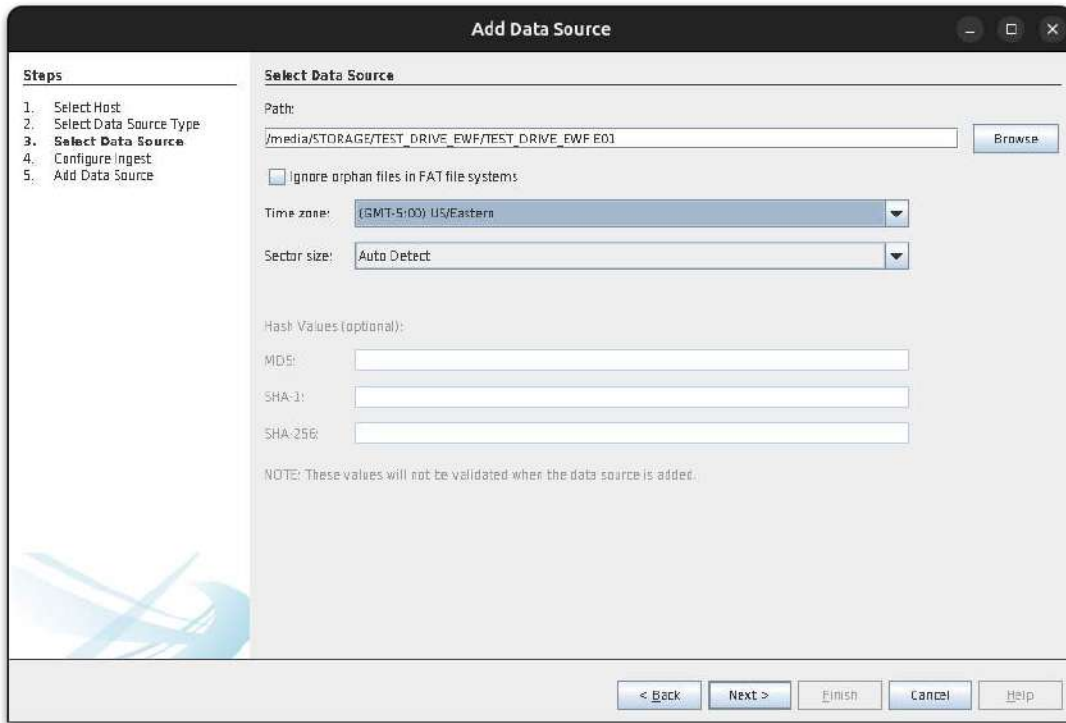 Add Data Source
Steps
1. Select Host
2. Select Data Source Type
3. Select Data Source
4. Configure Ingest
5. Add Data Source
Select Data Source
Path:
/media/STORAGE/TEST_DRIVE_EWF/TEST_DRIVE_EWF.E01
Browse
Ignore orphan files in FAT file systems
Time zone: (GMT-5:00) US/Eastern
Sector size: Auto Detect
Hash Values (optional):
MD5:
SHA-1:
SHA-256:
NOTE: These values will not be validated when the data source is added.
< Back Next > Finish Cancel Help